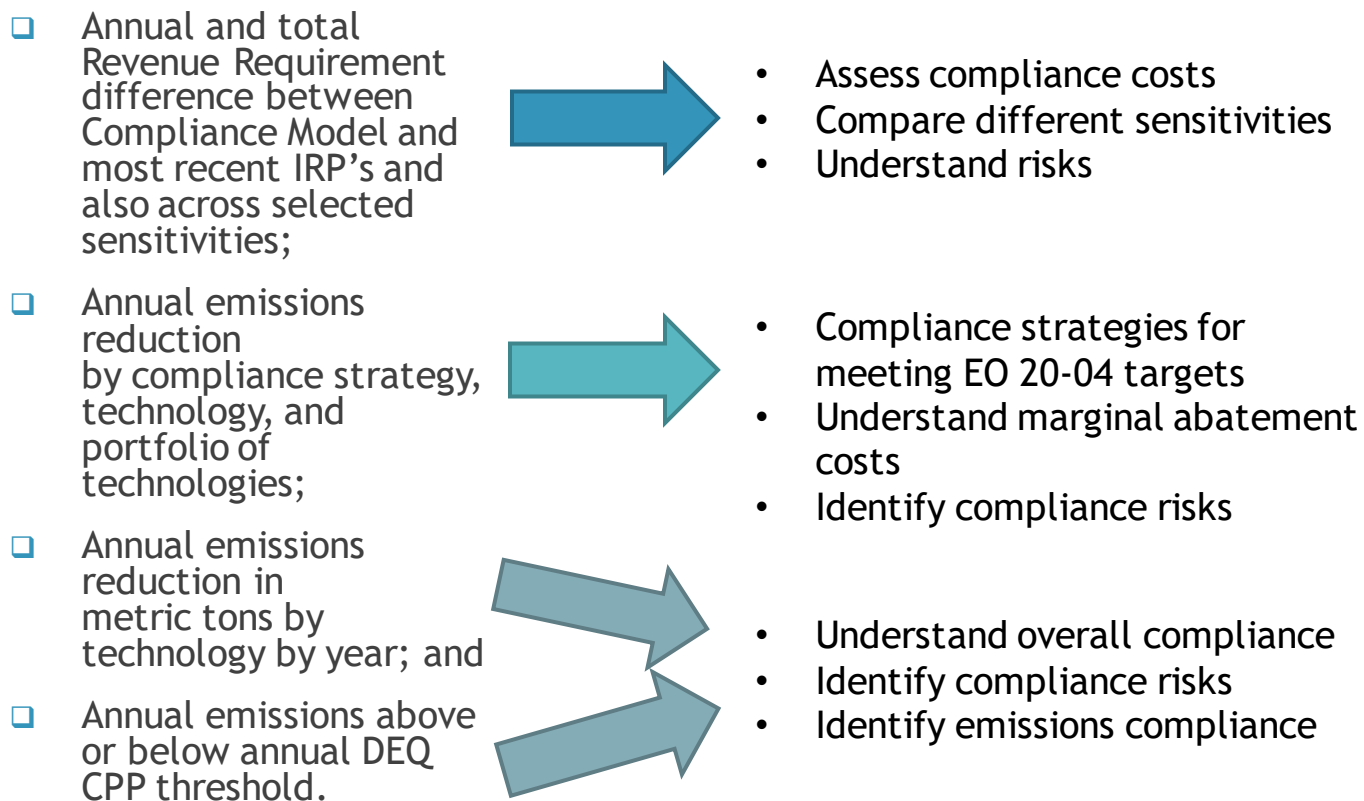 Annual and total
Revenue Requirement
difference between
Compliance Model and
most recent IRP’s and
also across selected
sensitivities;
• Assess compliance costs
• Compare different sensitivities
• Understand risks
Annual emissions
reduction
by compliance strategy,
technology, and
portfolio of
technologies;
• Compliance strategies for
meeting EO 20-04 targets
• Understand marginal abatement
costs
• Identify compliance risks
Annual emissions
reduction in
metric tons by
technology by year; and
Annual emissions above
or below annual DEQ
CPP threshold.
• Understand overall compliance
• Identify compliance risks
• Identify emissions compliance